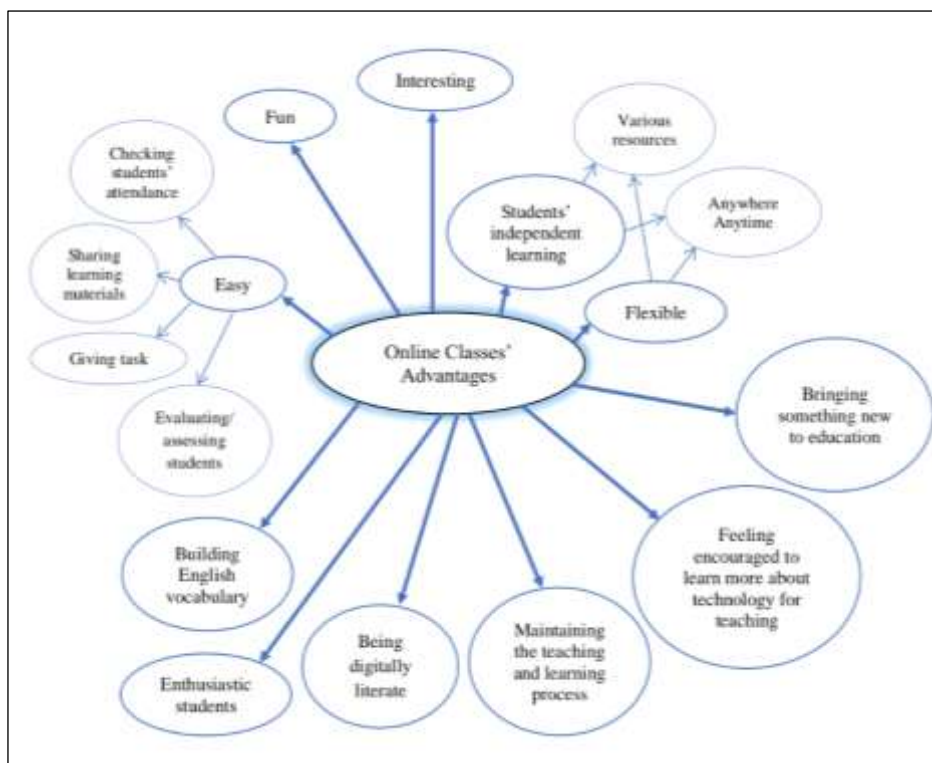 Interesting
Fun
Various
resources
Checking
students'
attendance
Students'
independent
learning
Anywhere
Anytime
Sharing
learning
materials
Easy
Flexible
Giving task
Online Classes'
Advantages
Bringing
something new
to education
Evaluating/
assessing
students
Feeling
encouraged to
learn more about
technology for
teaching
Building
English
vocabulary
Maintaining
the teaching
and learning
process
Being
digitally
literate
Enthusiastic
students